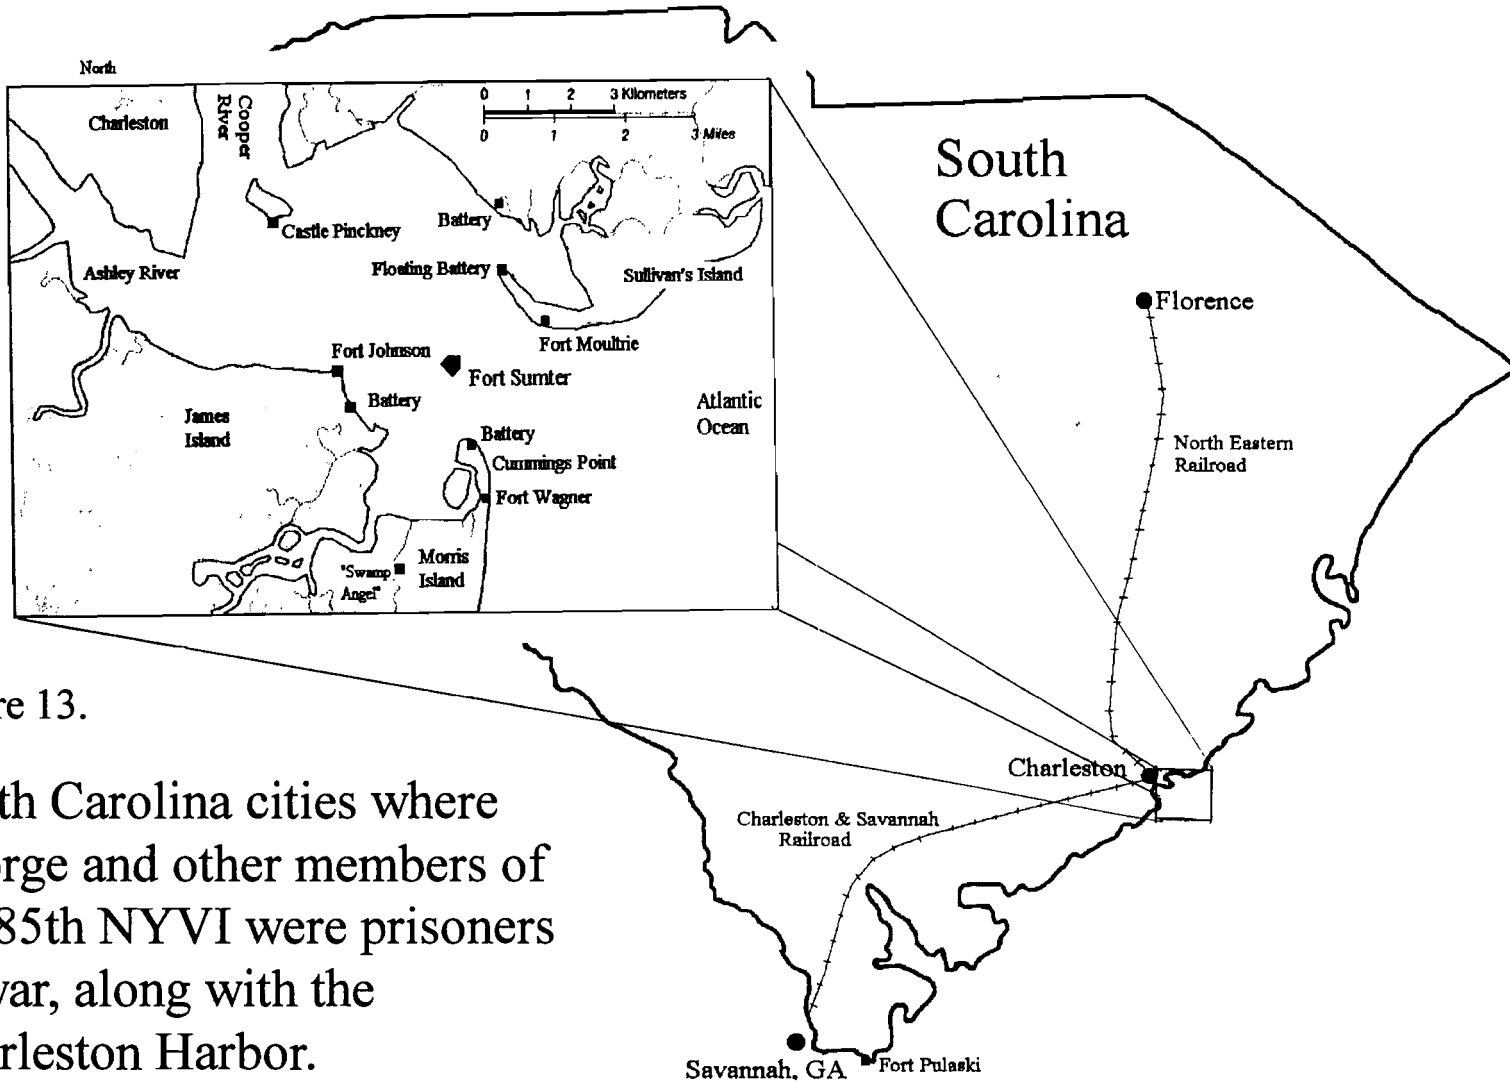 North
Charleston
Cooper
River
0 1 2 3 Kilometers
0 1 2 3 Miles
Castle Pinckney
Battery
Ashley River
Floating Battery
Sullivan's Island
Fort Moultrie
Fort Johnson
Fort Sumter
Battery
James
Island
Atlantic
Ocean
Battery
Cummings Point
Fort Wagner
Morris
Island
"Swamp
Angel"
South
Carolina
Florence
North Eastern
Railroad
Charleston
Charleston & Savannah
Railroad
Savannah, GA
Fort Pulaski
re 13.
th Carolina cities where
orge and other members of
85th NYVI were prisoners
war, along with the
rleston Harbor.